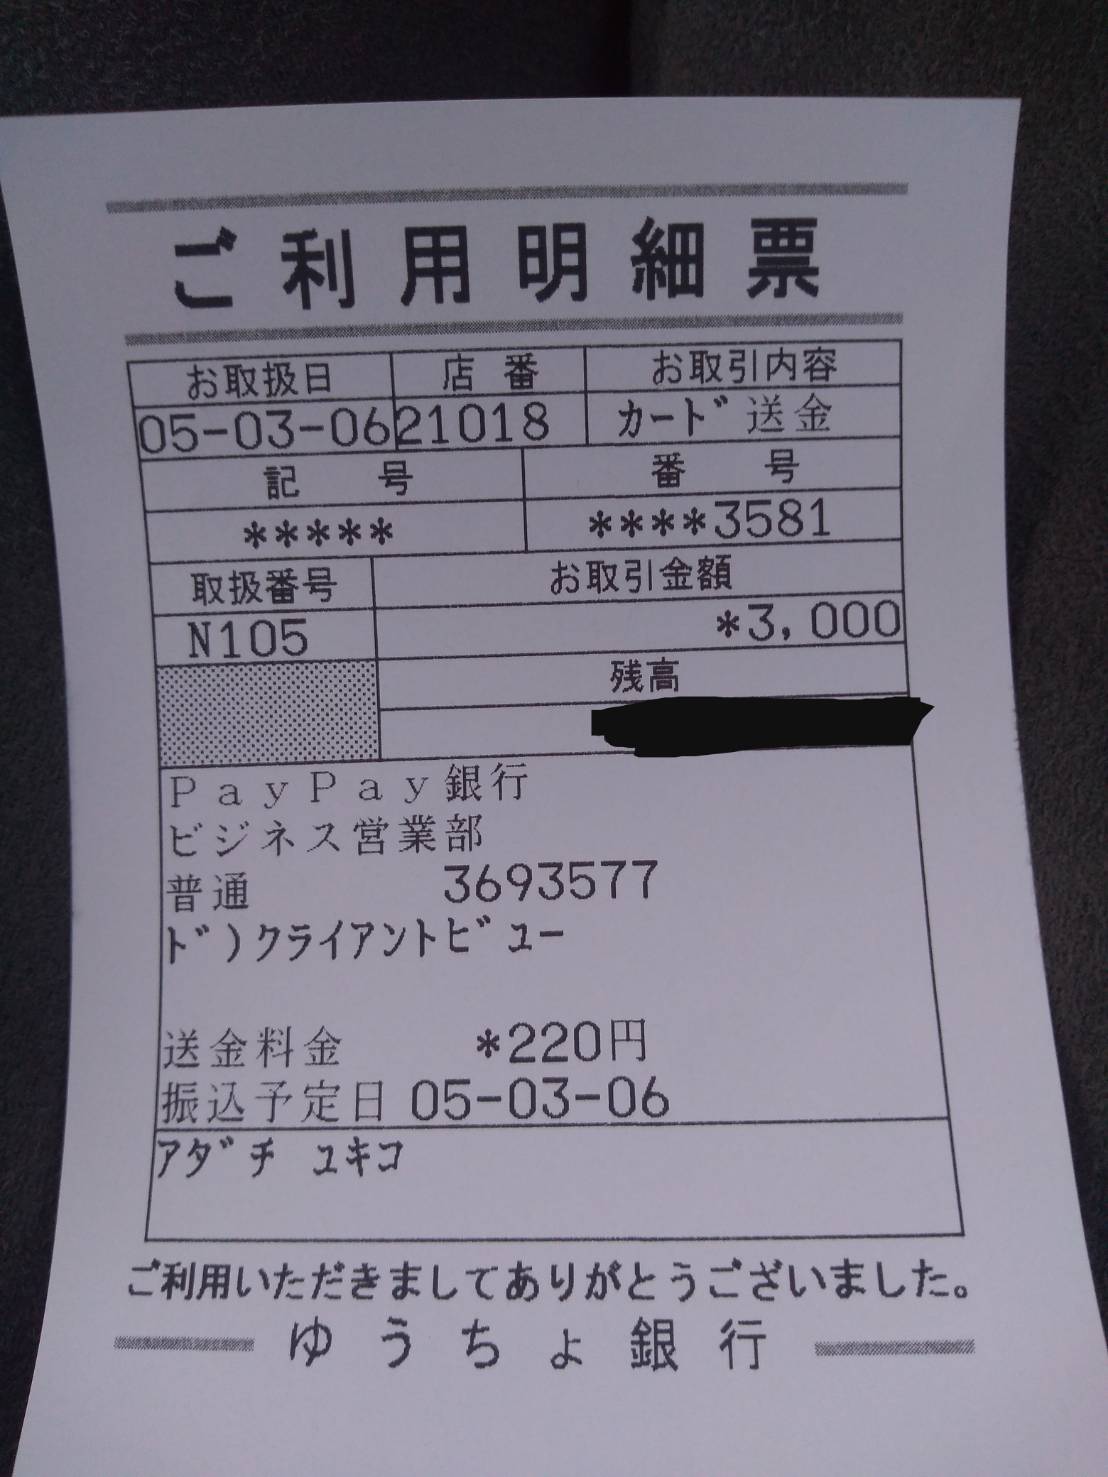 ご利用明細票
お取扱日 店番 お取引内容
05-03-06 21018 カード送金
記号 番号
***** ****3581
取扱番号 お取引金額
N105 *3,000
残高
PayPay銀行
ビジネス営業部
普通 3693577
ド)クライアントビュー
送金料金 *220円
振込予定日 05-03-06
アダチ ユキコ
ご利用いただきましてありがとうございました。
ゆうちょ銀行